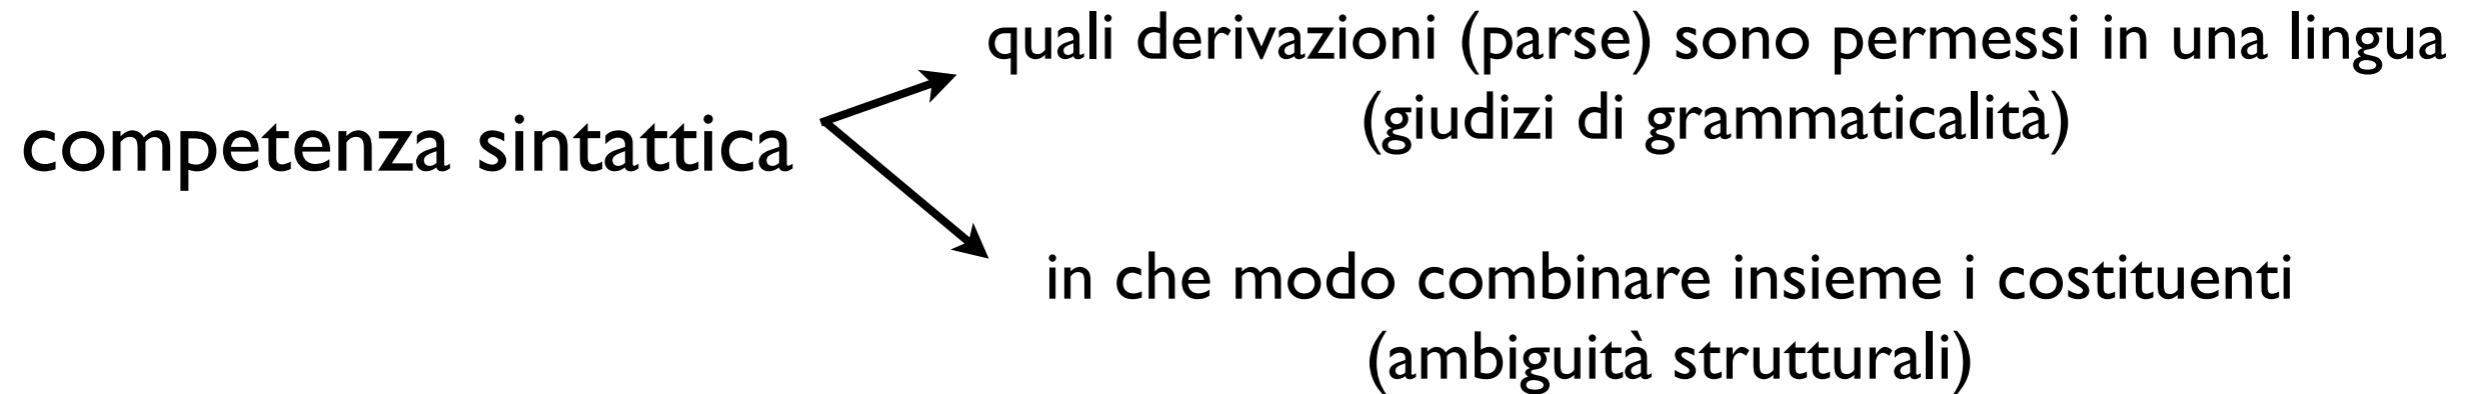 competenza sintattica
quali derivazioni (parse) sono permessi in una lingua
(giudizi di grammaticalità)
in che modo combinare insieme i costituenti
(ambiguità strutturali)